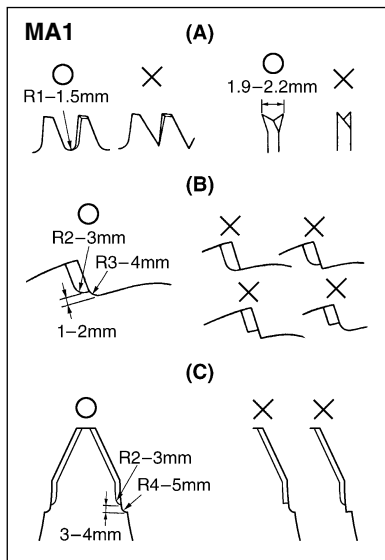 MA1
(A)
R1–1.5mm
1.9–2.2mm
(B)
R2–3mm
R3–4mm
1–2mm
(C)
R2–3mm
R4–5mm
3–4mm